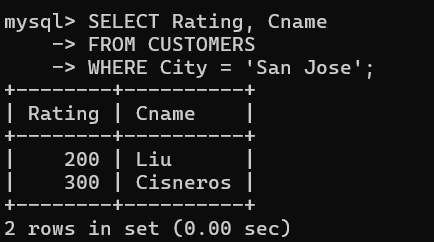 mysql> SELECT Rating, Cname
    -> FROM CUSTOMERS
    -> WHERE City = 'San Jose';
+--------+----------+
| Rating | Cname    |
+--------+----------+
|    200 | Liu      |
|    300 | Cisneros |
+--------+----------+
2 rows in set (0.00 sec)